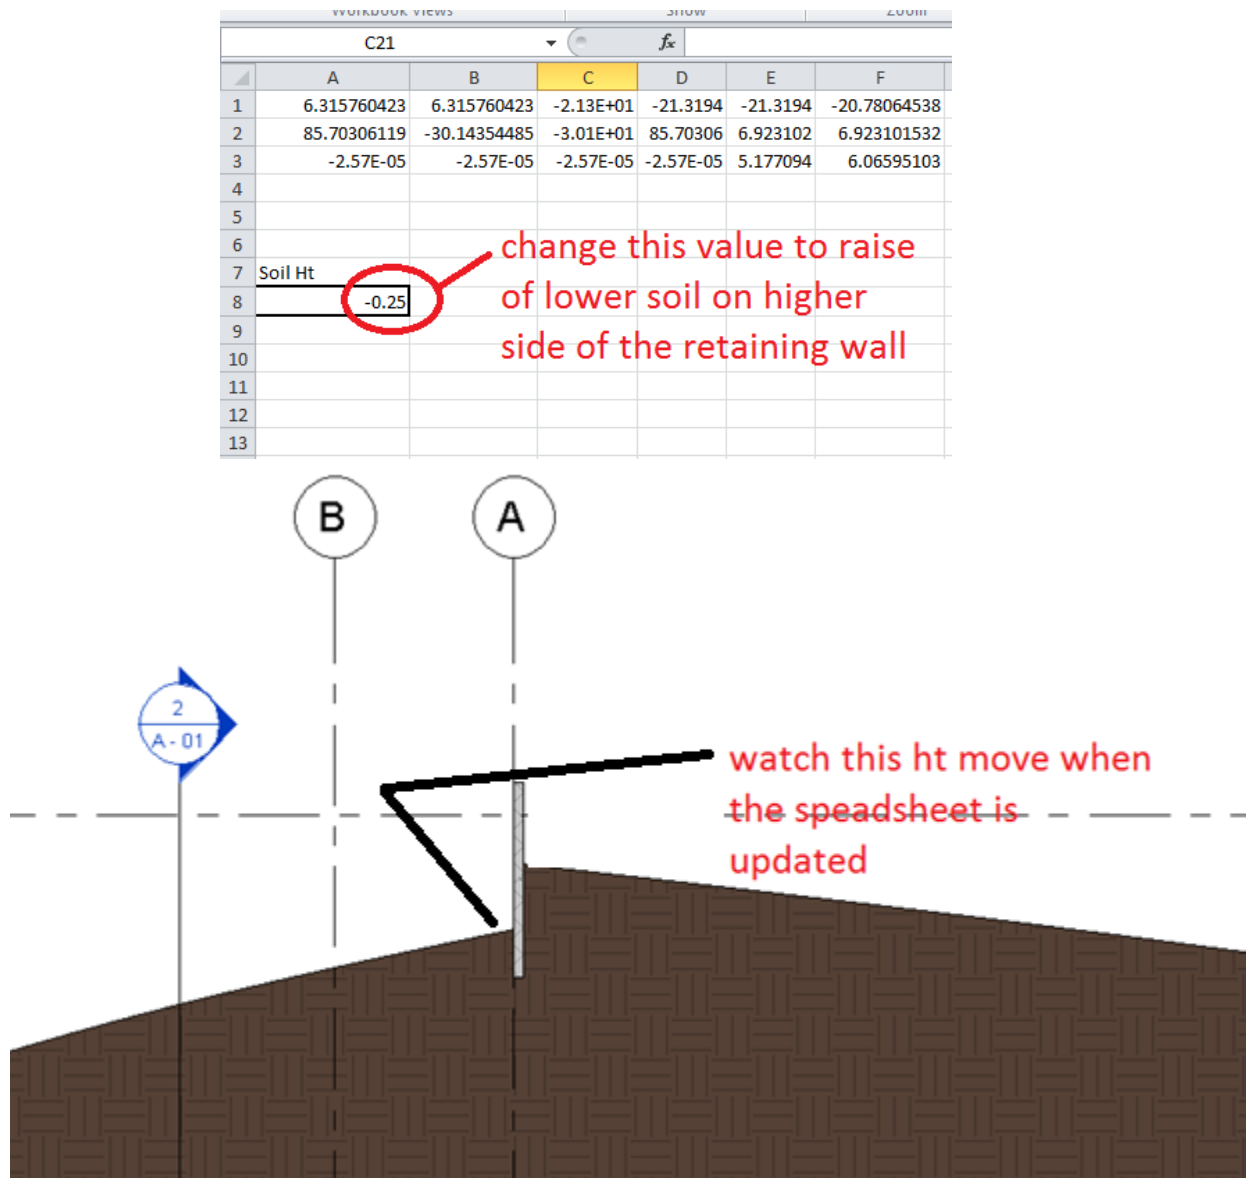 Workbook Views Show Zoom
C21 fx
A B C D E F
1 6.315760423 6.315760423 -2.13E+01 -21.3194 -21.3194 -20.78064538
2 85.70306119 -30.14354485 -3.01E+01 85.70306 6.923102 6.923101532
3 -2.57E-05 -2.57E-05 -2.57E-05 -2.57E-05 5.177094 6.06595103
4
5
6
7 Soil Ht
8 -0.25
9
10
11
12
13
change this value to raise
of lower soil on higher
side of the retaining wall
B A
2
A - 01
watch this ht move when
the speadsheet is
updated